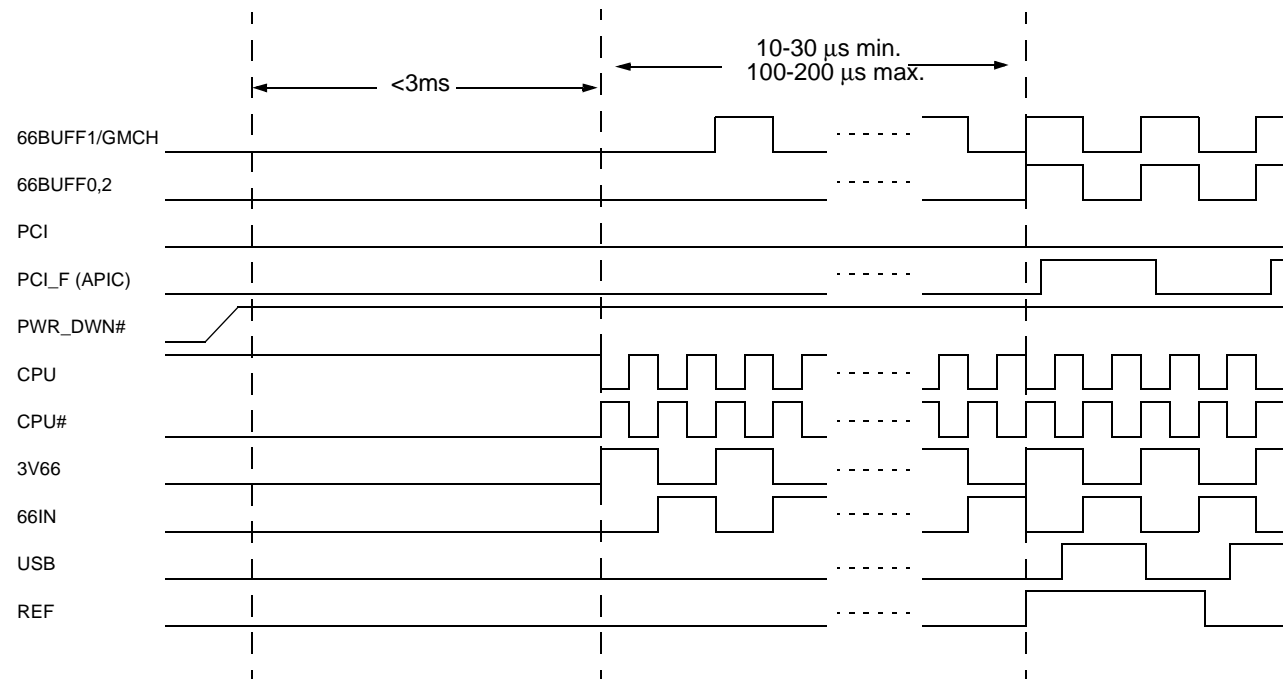 10-30 μs min.
100-200 μs max.
<3ms
66BUFF1/GMCH
66BUFF0,2
PCI
PCI_F (APIC)
PWR_DWN#
CPU
CPU#
3V66
66IN
USB
REF